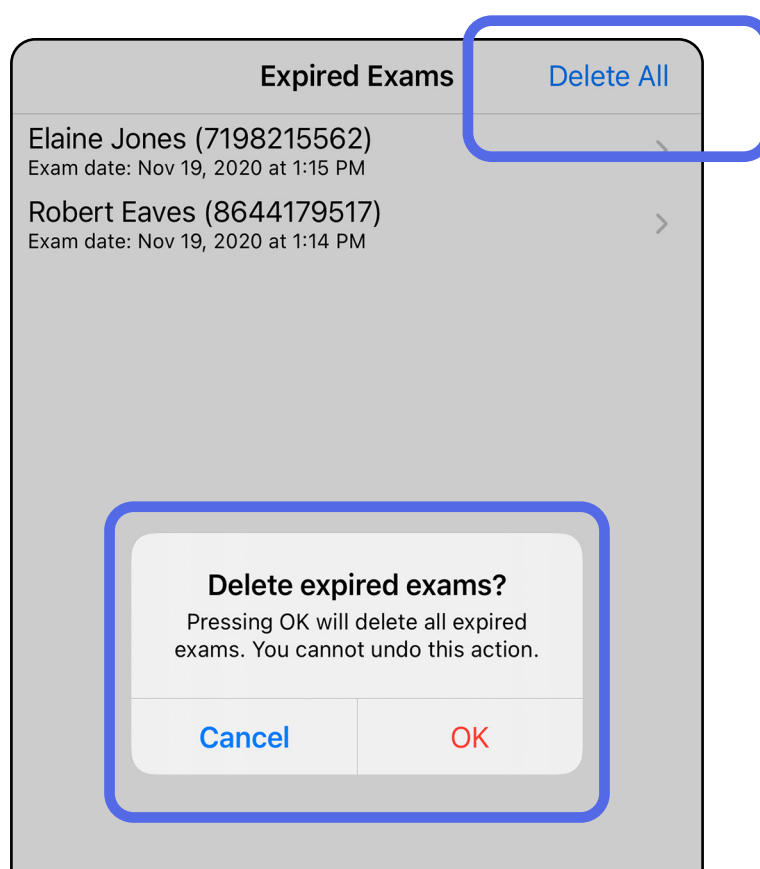 Expired Exams
Delete All
Elaine Jones (7198215562)
Exam date: Nov 19, 2020 at 1:15 PM
Robert Eaves (8644179517)
Exam date: Nov 19, 2020 at 1:14 PM
Delete expired exams?
Pressing OK will delete all expired
exams. You cannot undo this action.
Cancel
OK